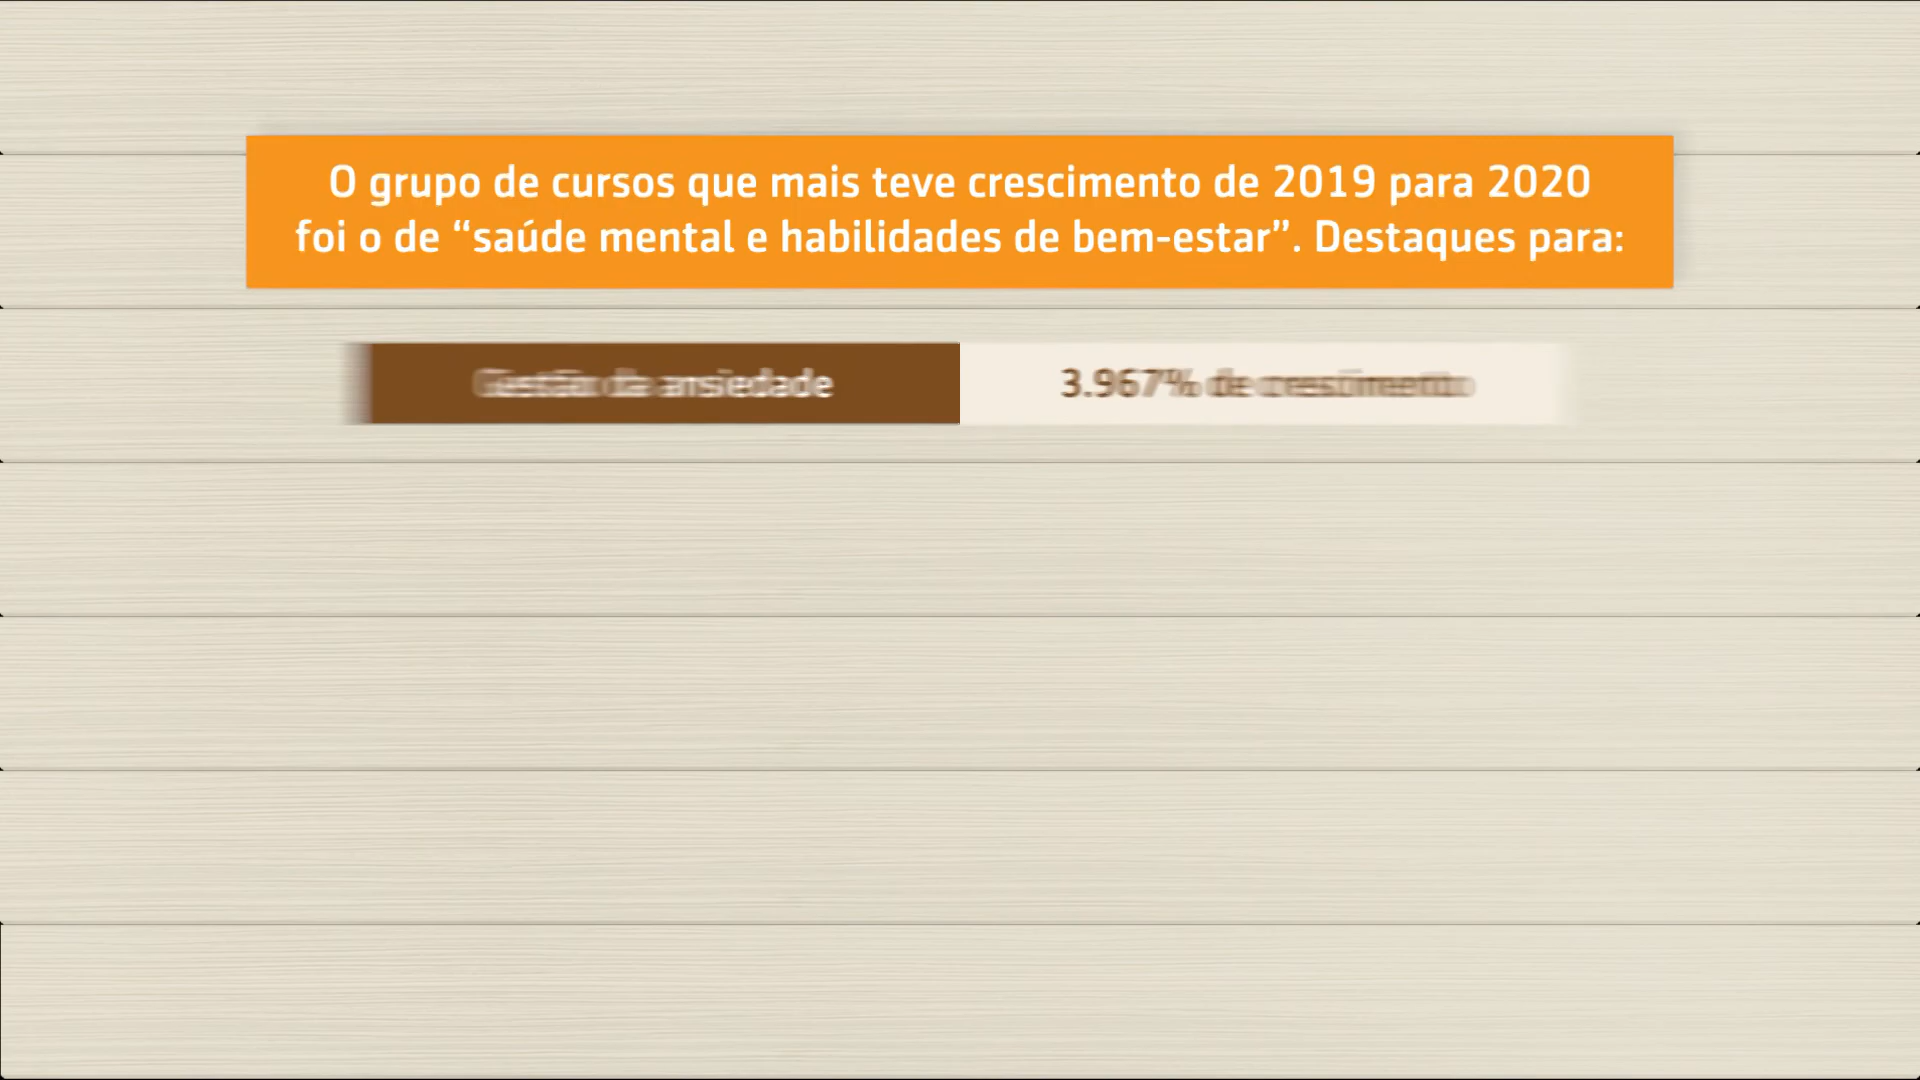 O grupo de cursos que mais teve crescimento de 2019 para 2020
foi o de “saúde mental e habilidades de bem-estar”. Destaques para:
Gestão da ansiedade
3.967% de crescimento